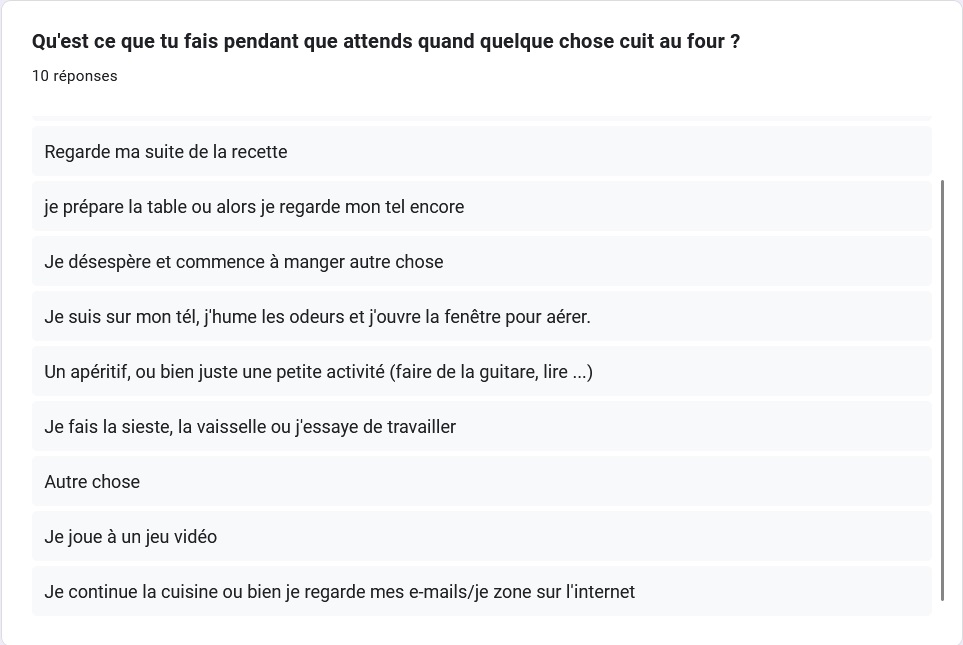 Qu'est ce que tu fais pendant que attends quand quelque chose cuit au four ?
10 réponses
Regarde ma suite de la recette
je prépare la table ou alors je regarde mon tel encore
Je désespère et commence à manger autre chose
Je suis sur mon tél, j'hume les odeurs et j'ouvre la fenêtre pour aérer.
Un apéritif, ou bien juste une petite activité (faire de la guitare, lire ...)
Je fais la sieste, la vaisselle ou j'essaye de travailler
Autre chose
Je joue à un jeu vidéo
Je continue la cuisine ou bien je regarde mes e-mails/je zone sur l'internet